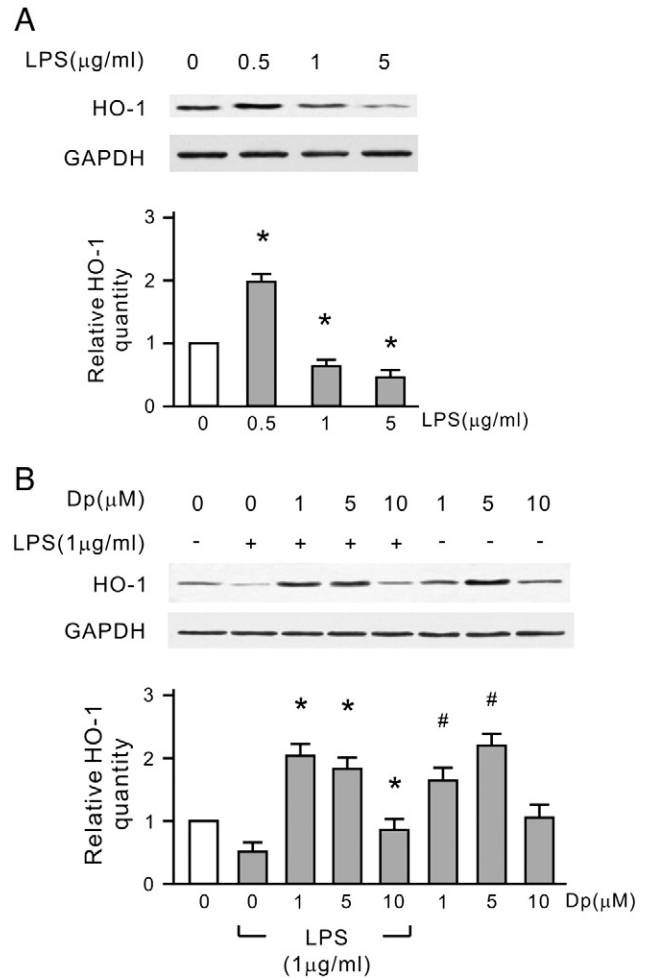 A
LPS(μg/ml) 0 0.5 1 5
HO-1
GAPDH
Relative HO-1
quantity
3
*
2
* *
1
0
0 0.5 1 5 LPS(μg/ml)
B
Dp(μM) 0 0 1 5 10 1 5 10
LPS(1μg/ml) - + + + + - - -
HO-1
GAPDH
Relative HO-1
quantity
3
* * # #
2
*
1
0
0 0 1 5 10 1 5 10 Dp(μM)
LPS
(1μg/ml)